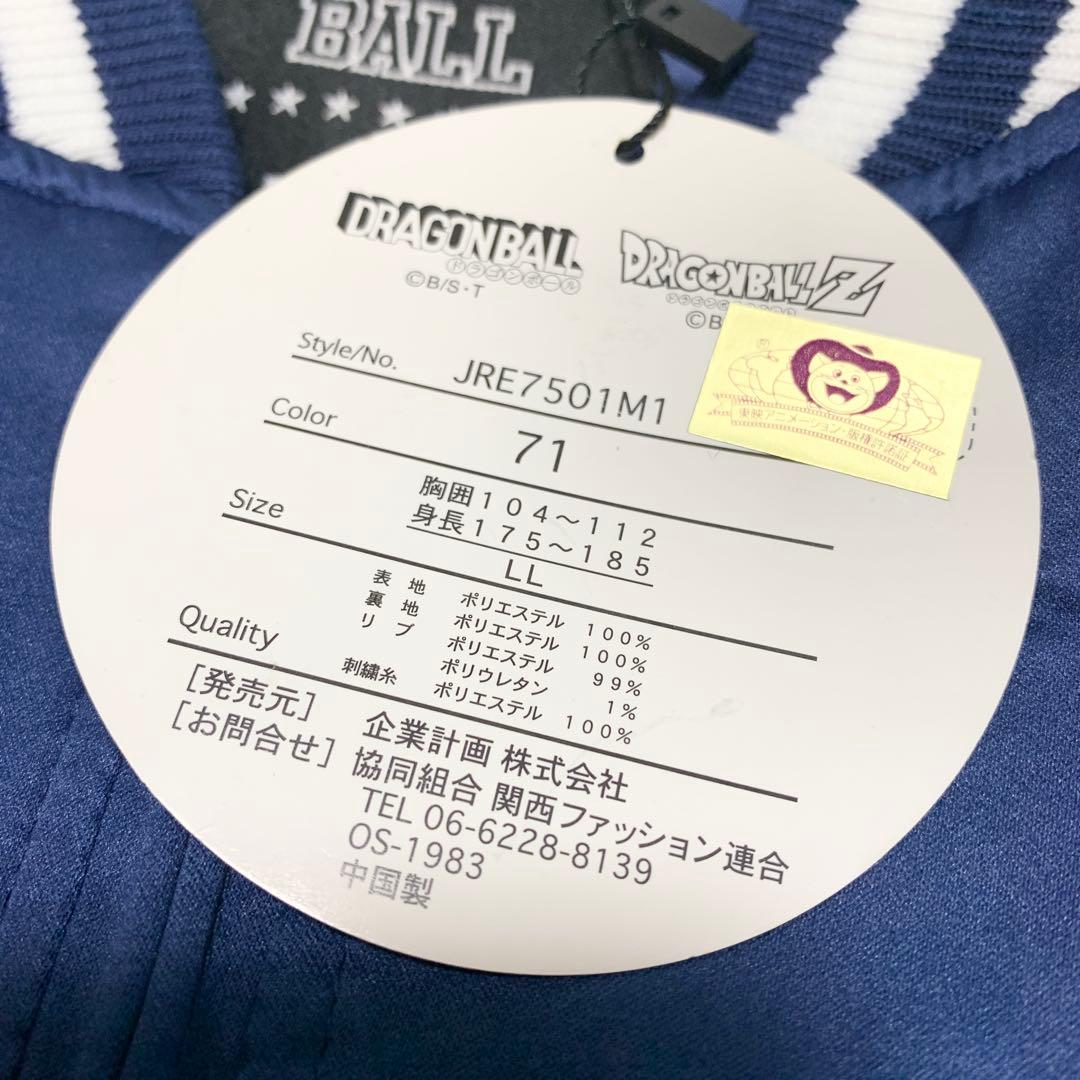 BALL
DRAGONBALL
ドラゴンボール
©B/S・T
DRAGONBALL Z
©B
東映アニメーション・版権許諾証
Style/No. JRE7501M1
Color 71
胸囲104～112
身長175～185
Size LL
表地 ポリエステル 100%
裏地 ポリエステル 100%
リブ ポリエステル 99%
ポリウレタン 1%
刺繍糸 ポリエステル 100%
Quality
[発売元] 企業計画 株式会社
[お問合せ] 協同組合 関西ファッション連合
TEL 06-6228-8139
OS-1983
中国製